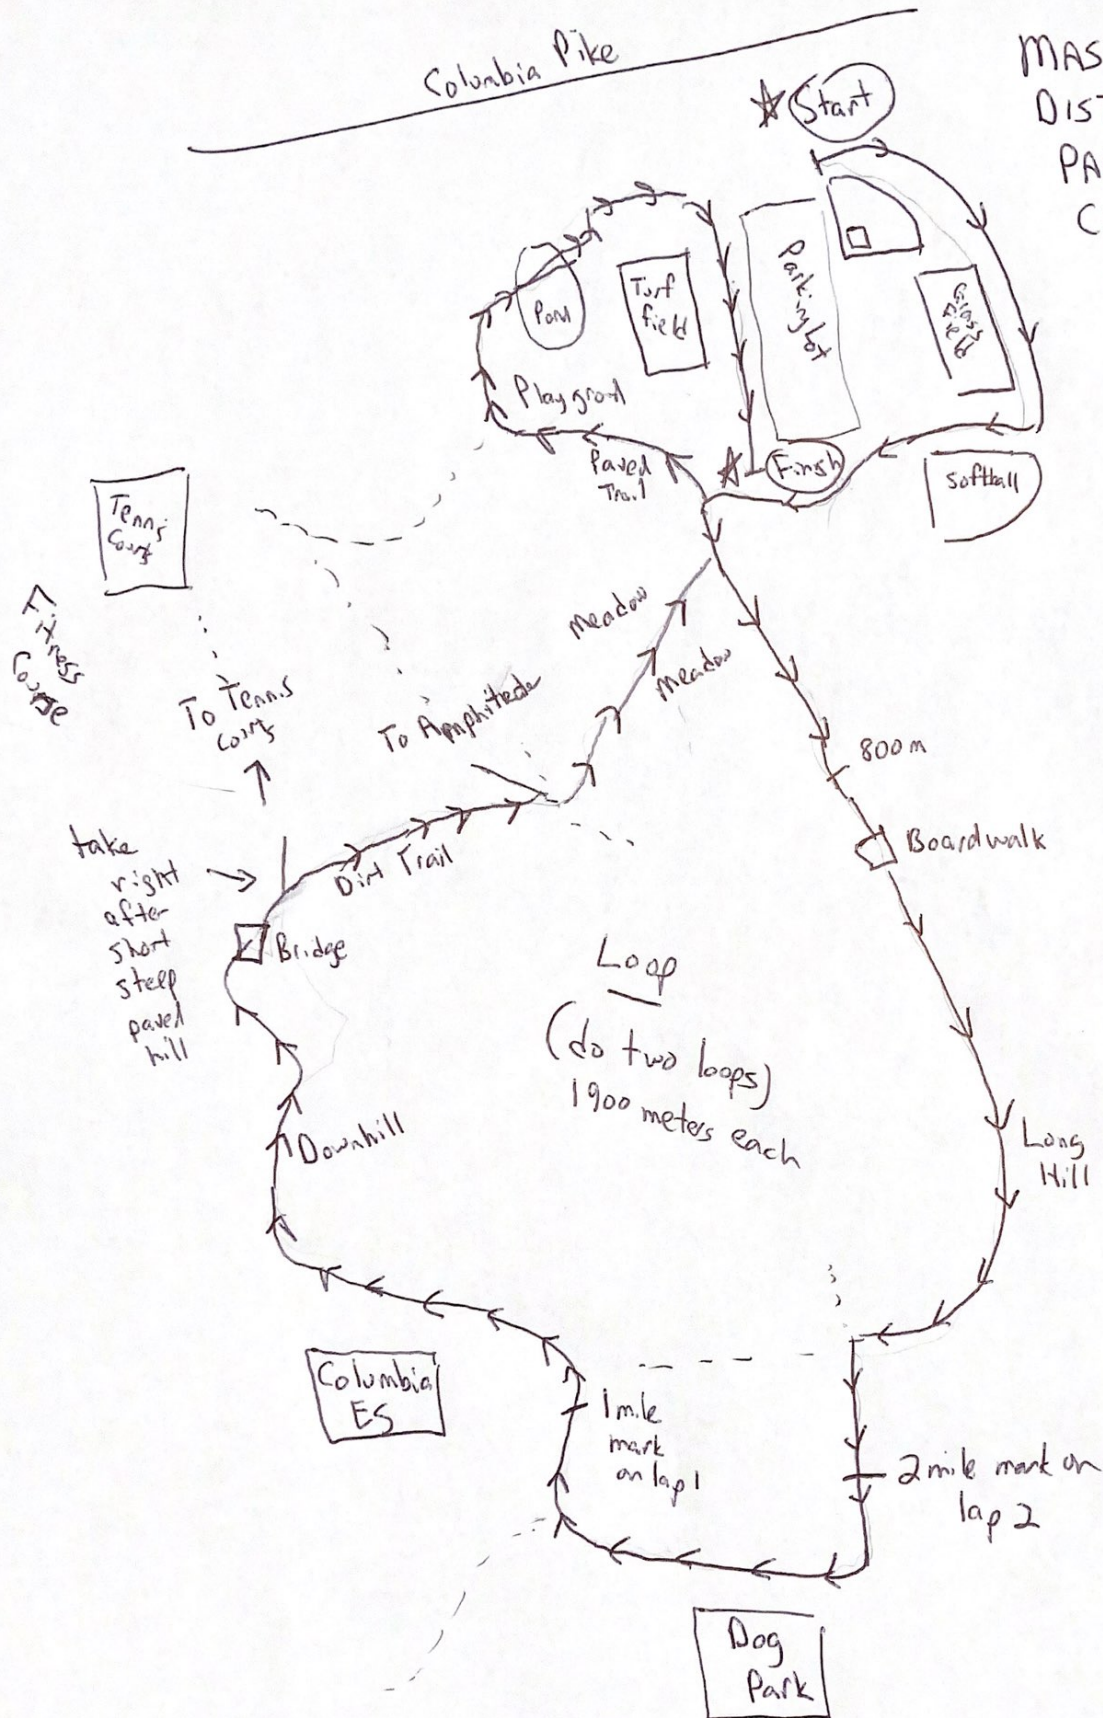 Columbia Pike
MAS
DIS
PA
C
Start
Parking Lot
Grass
Field
Turf
field
Playground
Paved
Trail
Finish
Softball
Tennis
Courts
Fitness
Course
To Tennis
Courts
To Amphiteder
meadow
meadow
800m
Boardwalk
take
right
after
short
steep
paved
hill
Dirt Trail
Bridge
Loop
(do two loops)
1900 meters each
Downhill
Long
Hill
Columbia
ES
1 mile
mark
on lap 1
2 mile mark on
lap 2
Dog
Park